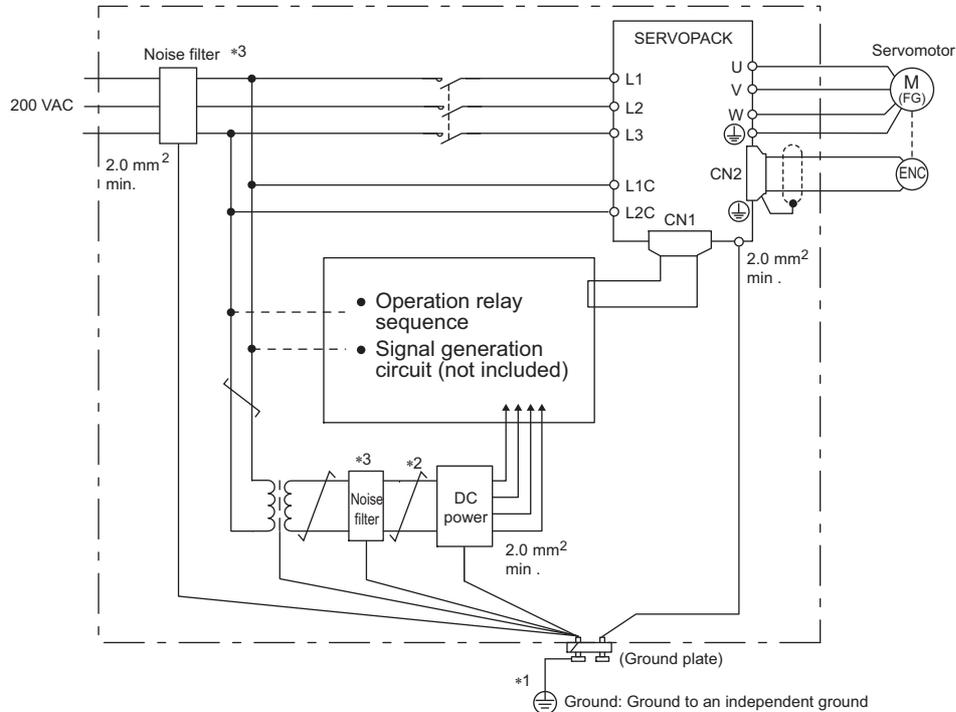 SERVOPACK
Noise filter *3
Servomotor
U
M
(FG)
L1
V
200 VAC
L2
W
L3
2.0 mm2
min.
CN2
ENC
L1C
L2C
CN1
2.0 mm2
min .
• Operation relay
sequence
• Signal generation
circuit (not included)
*3
*2
Noise
filter
DC
power
2.0 mm2
min .
(Ground plate)
*1
Ground: Ground to an independent ground